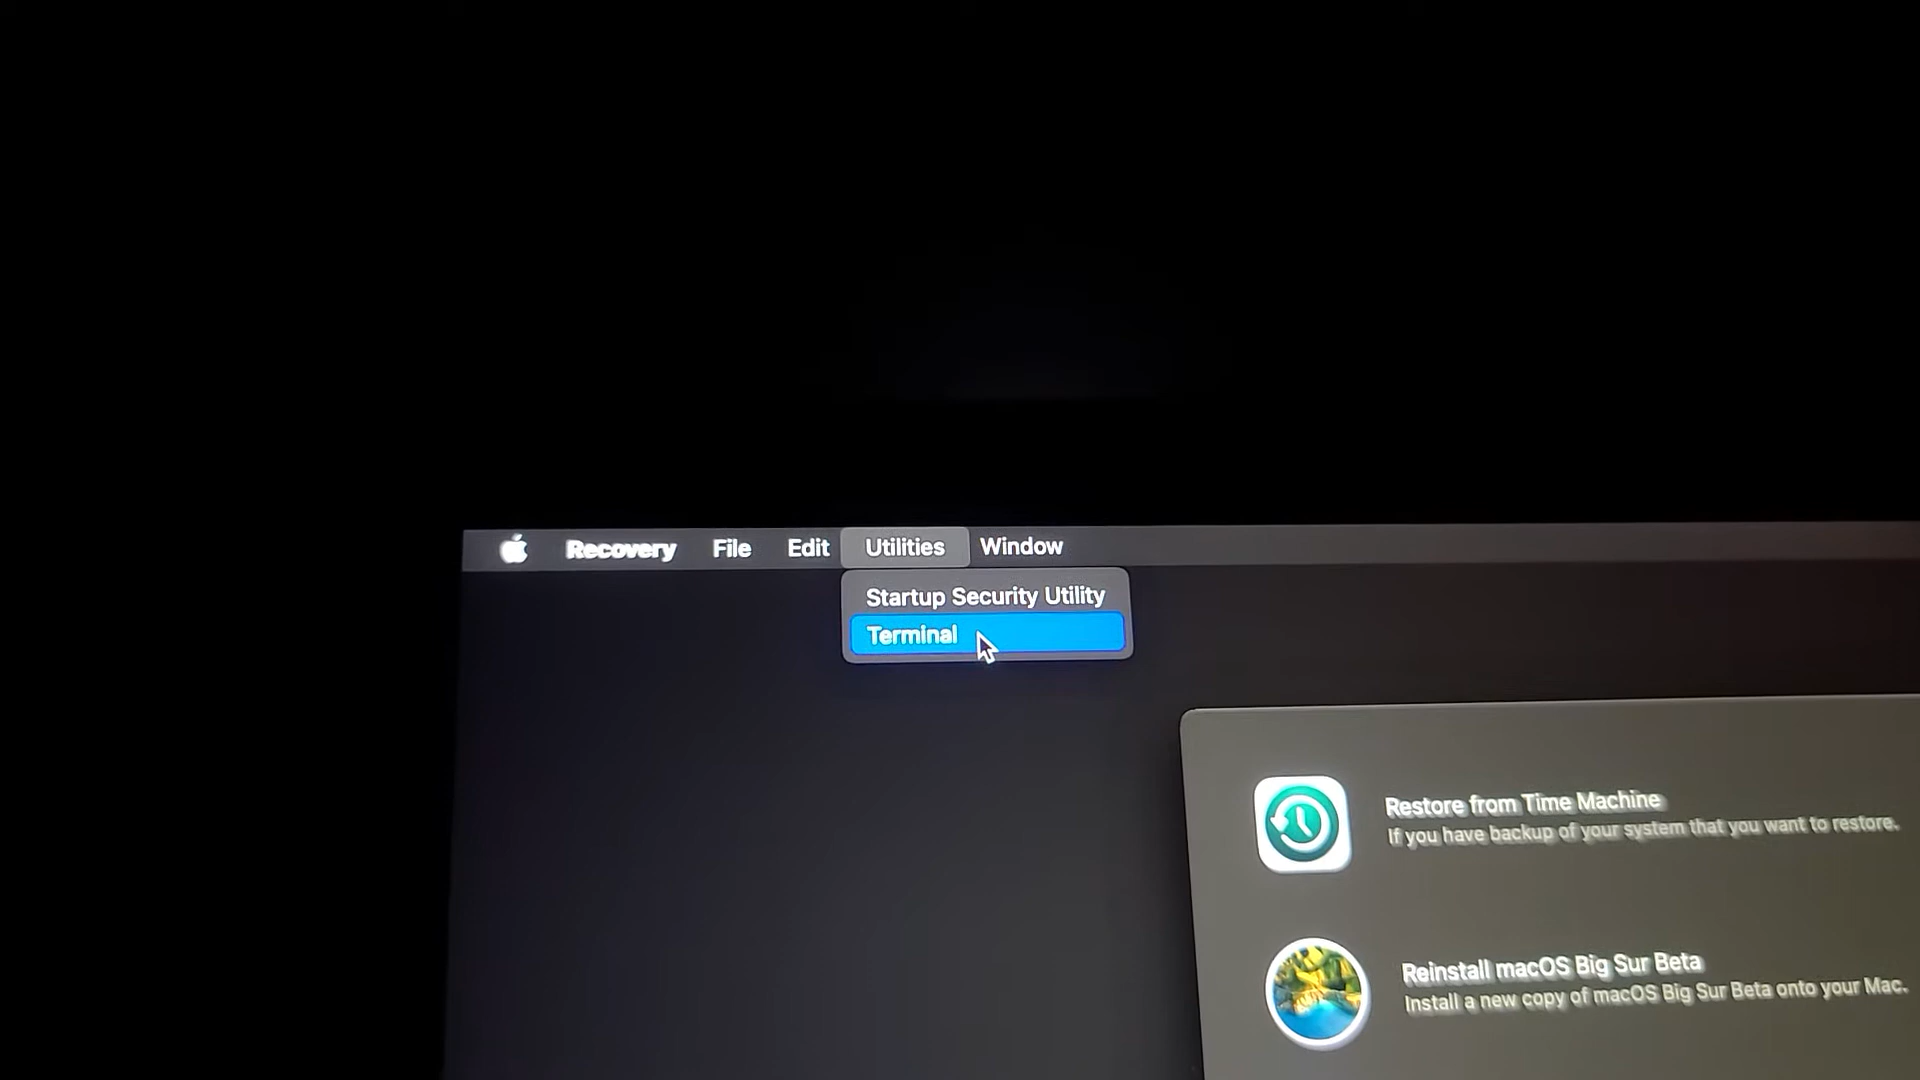 Recovery File Edit Utilities Window
Startup Security Utility
Terminal
Restore from Time Machine
If you have backup of your system that you want to restore.
Reinstall macOS Big Sur Beta
Install a new copy of macOS Big Sur Beta onto your Mac.